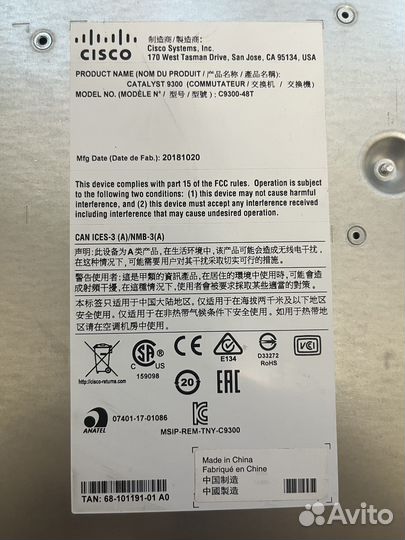 CISCO
制造商/製造商:
Cisco Systems, Inc.
170 West Tasman Drive, San Jose, CA 95134, USA
PRODUCT NAME (NOM DU PRODUIT / 产品名称 / 產品名稱):
CATALYST 9300 (COMMUTATEUR / 交换机 / 交換機)
MODEL NO. (MODÈLE N° / 型号 / 型號) : C9300-48T
Mfg Date (Date de Fab.): 20181020
This device complies with part 15 of the FCC rules. Operation is subject
to the following two conditions: (1) this device may not cause harmful
interference, and (2) this device must accept any interference received
including interference that may cause undesired operation.
CAN ICES-3 (A)/NMB-3(A)
声明: 此设备为A类产品, 在生活环境中, 该产品可能会造成无线电干扰,
在这种情况下, 可能需要用户对其干扰采取切实可行的措施.
警告使用者: 這是甲類的資訊產品, 在居住的環境中使用時, 可能會造
成射頻干擾, 在這種情況下, 使用者會被要求採取某些適當的對策.
本标签只适用于中国大陆地区, 仅适用于在海拔两千米及以下地区
安全使用. 仅适用于在非热带气候条件下安全使用. 如用于热带地
区请在空调机房中使用.
http://cisco-returns.com
SA
C US
159098
CE
E134
D33272
RoHS
VCI
20
EAC
ANATEL
07401-17-01086
MSIP-REM-TNY-C9300
Made in China
Fabriqué en Chine
中国制造
中國製造
TAN: 68-101191-01 A0
Avito